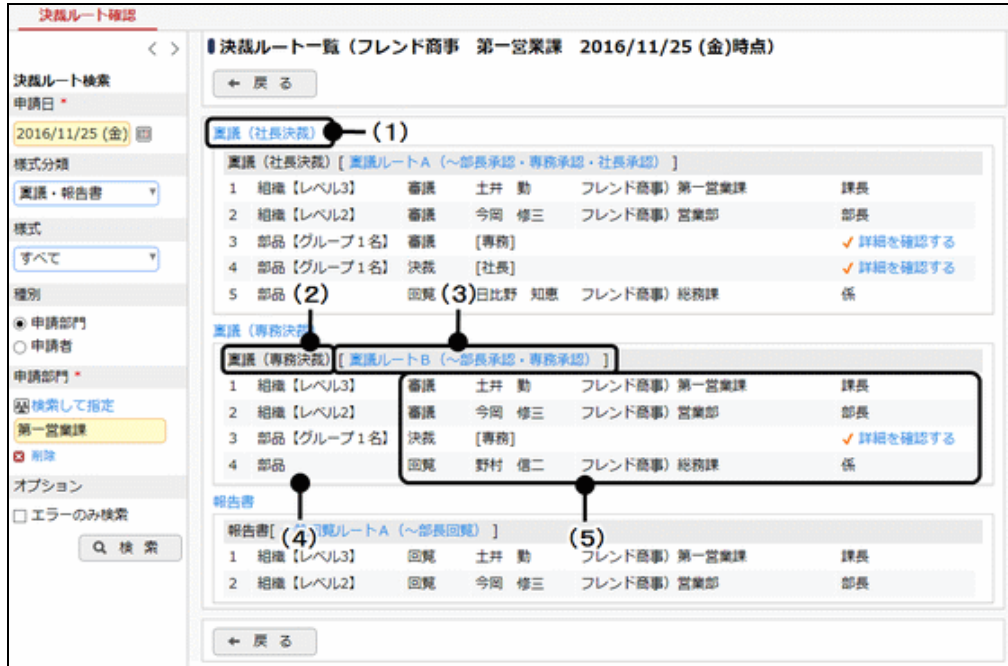 決裁ルート確認
< >
決裁ルート検索
申請日 *
2016/11/25 (金)
様式分類
稟議・報告書
様式
すべて
種別
申請部門
申請者
申請部門 *
検索して指定
第一営業課
削除
オプション
エラーのみ検索
検 索
決裁ルート一覧（フレンド商事　第一営業課　2016/11/25 (金)時点）
← 戻 る
稟議（社長決裁） (1)
稟議（社長決裁）[ 稟議ルートA（～部長承認・専務承認・社長承認） ]
1 組織【レベル3】 審議 土井　勤 フレンド商事）第一営業課 課長
2 組織【レベル2】 審議 今岡　修三 フレンド商事）営業部 部長
3 部品【グループ1名】 審議 [専務] ✓ 詳細を確認する
4 部品【グループ1名】 決裁 [社長] ✓ 詳細を確認する
5 部品 (2) 回覧 (3) 日比野　知恵 フレンド商事）総務課 係
稟議（専務決裁）
稟議（専務決裁）[ 稟議ルートB（～部長承認・専務承認） ]
1 組織【レベル3】 審議 土井　勤 フレンド商事）第一営業課 課長
2 組織【レベル2】 審議 今岡　修三 フレンド商事）営業部 部長
3 部品【グループ1名】 決裁 [専務] ✓ 詳細を確認する
4 部品 回覧 野村　信二 フレンド商事）総務課 係
報告書
報告書[ (4) 回覧ルートA（～部長回覧） ] (5)
1 組織【レベル3】 回覧 土井　勤 フレンド商事）第一営業課 課長
2 組織【レベル2】 回覧 今岡　修三 フレンド商事）営業部 部長
← 戻 る